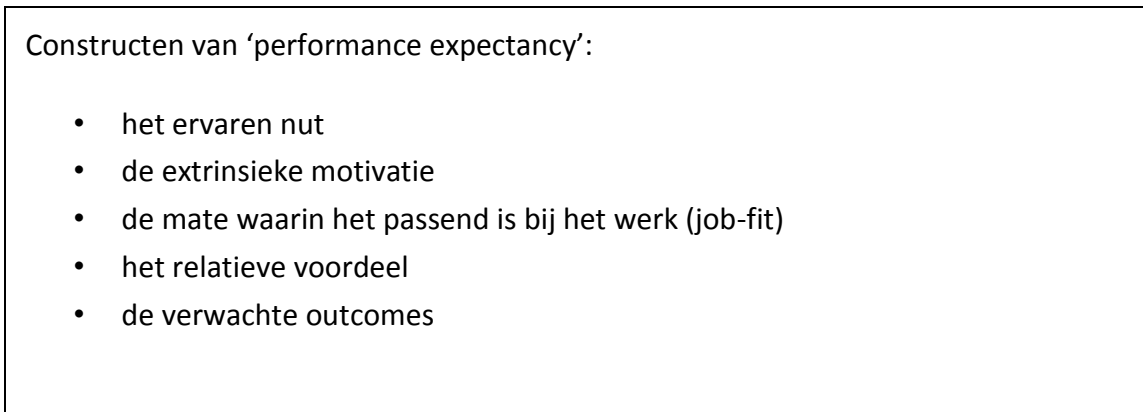 Constructen van ‘performance expectancy’:
• het ervaren nut
• de extrinsieke motivatie
• de mate waarin het passend is bij het werk (job-fit)
• het relatieve voordeel
• de verwachte outcomes